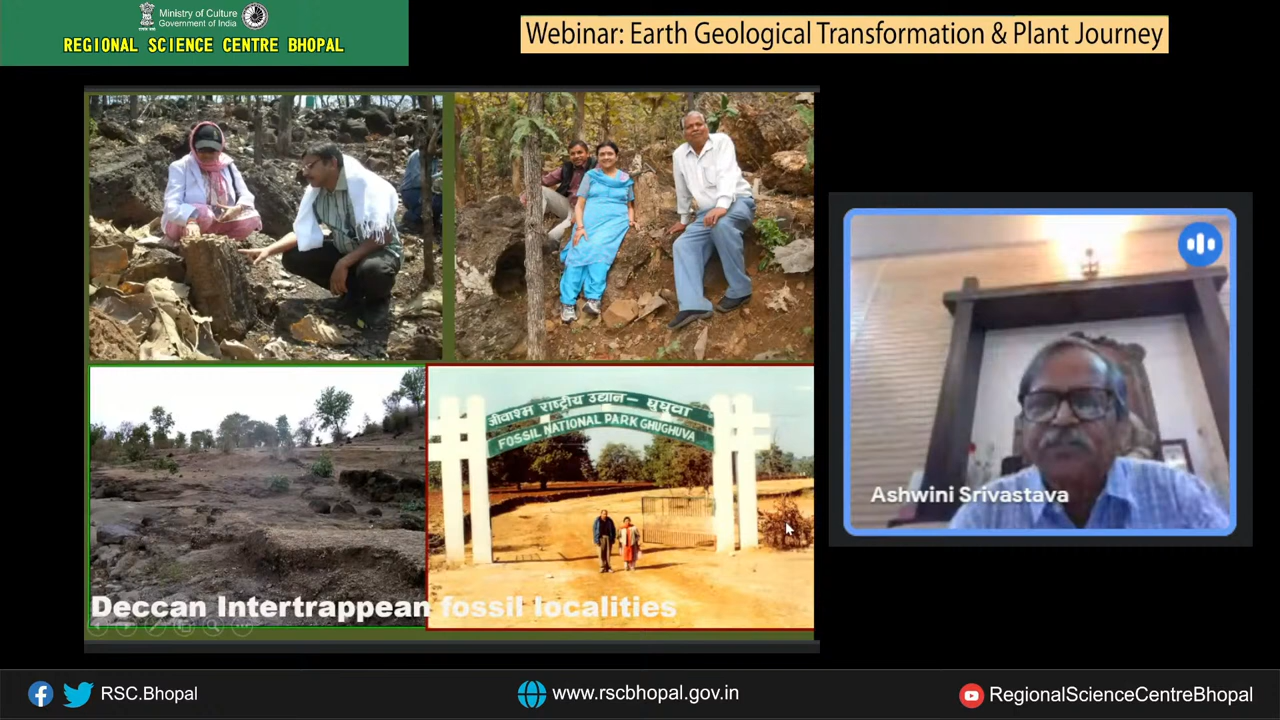 Ministry of Culture
Government of India
REGIONAL SCIENCE CENTRE BHOPAL
Webinar: Earth Geological Transformation & Plant Journey
जीवाश्म राष्ट्रीय उद्यान - घुघुवा
FOSSIL NATIONAL PARK GHUGHUVA
Ashwini Srivastava
Deccan Intertrappean fossil localities
RSC.Bhopal
www.rscbhopal.gov.in
RegionalScienceCentreBhopal